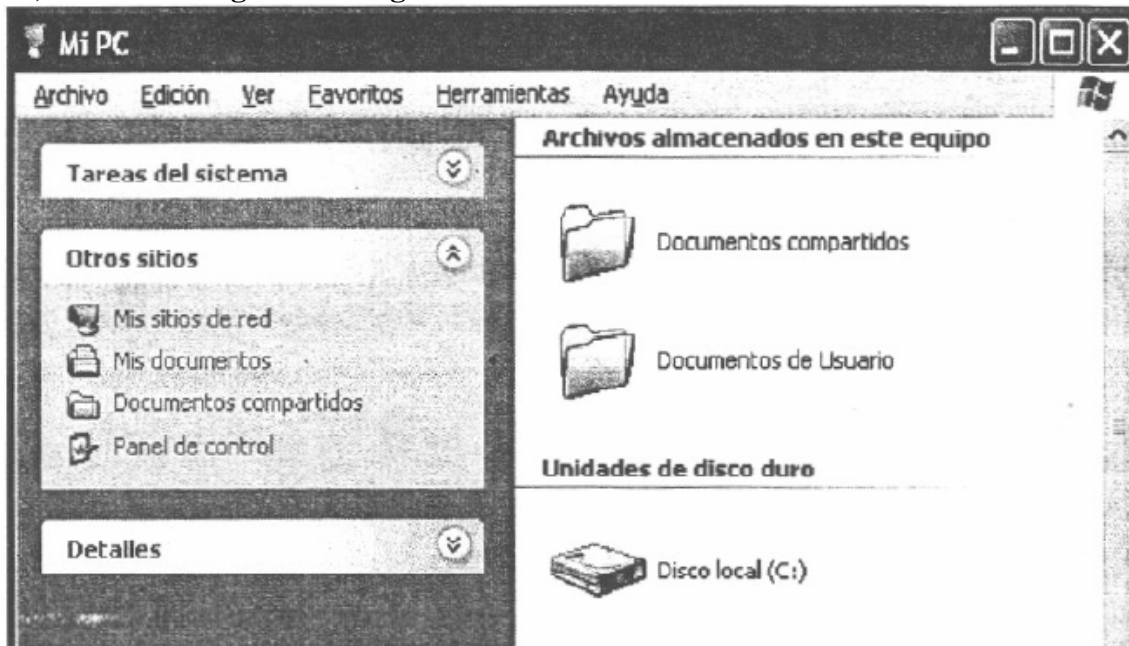 Mi PC
Archivo Edición Ver Favoritos Herramientas Ayuda
Tareas del sistema
Otros sitios
Mis sitios de red
Mis documentos
Documentos compartidos
Panel de control
Detalles
Archivos almacenados en este equipo
Documentos compartidos
Documentos de Usuario
Unidades de disco duro
Disco local (C:)